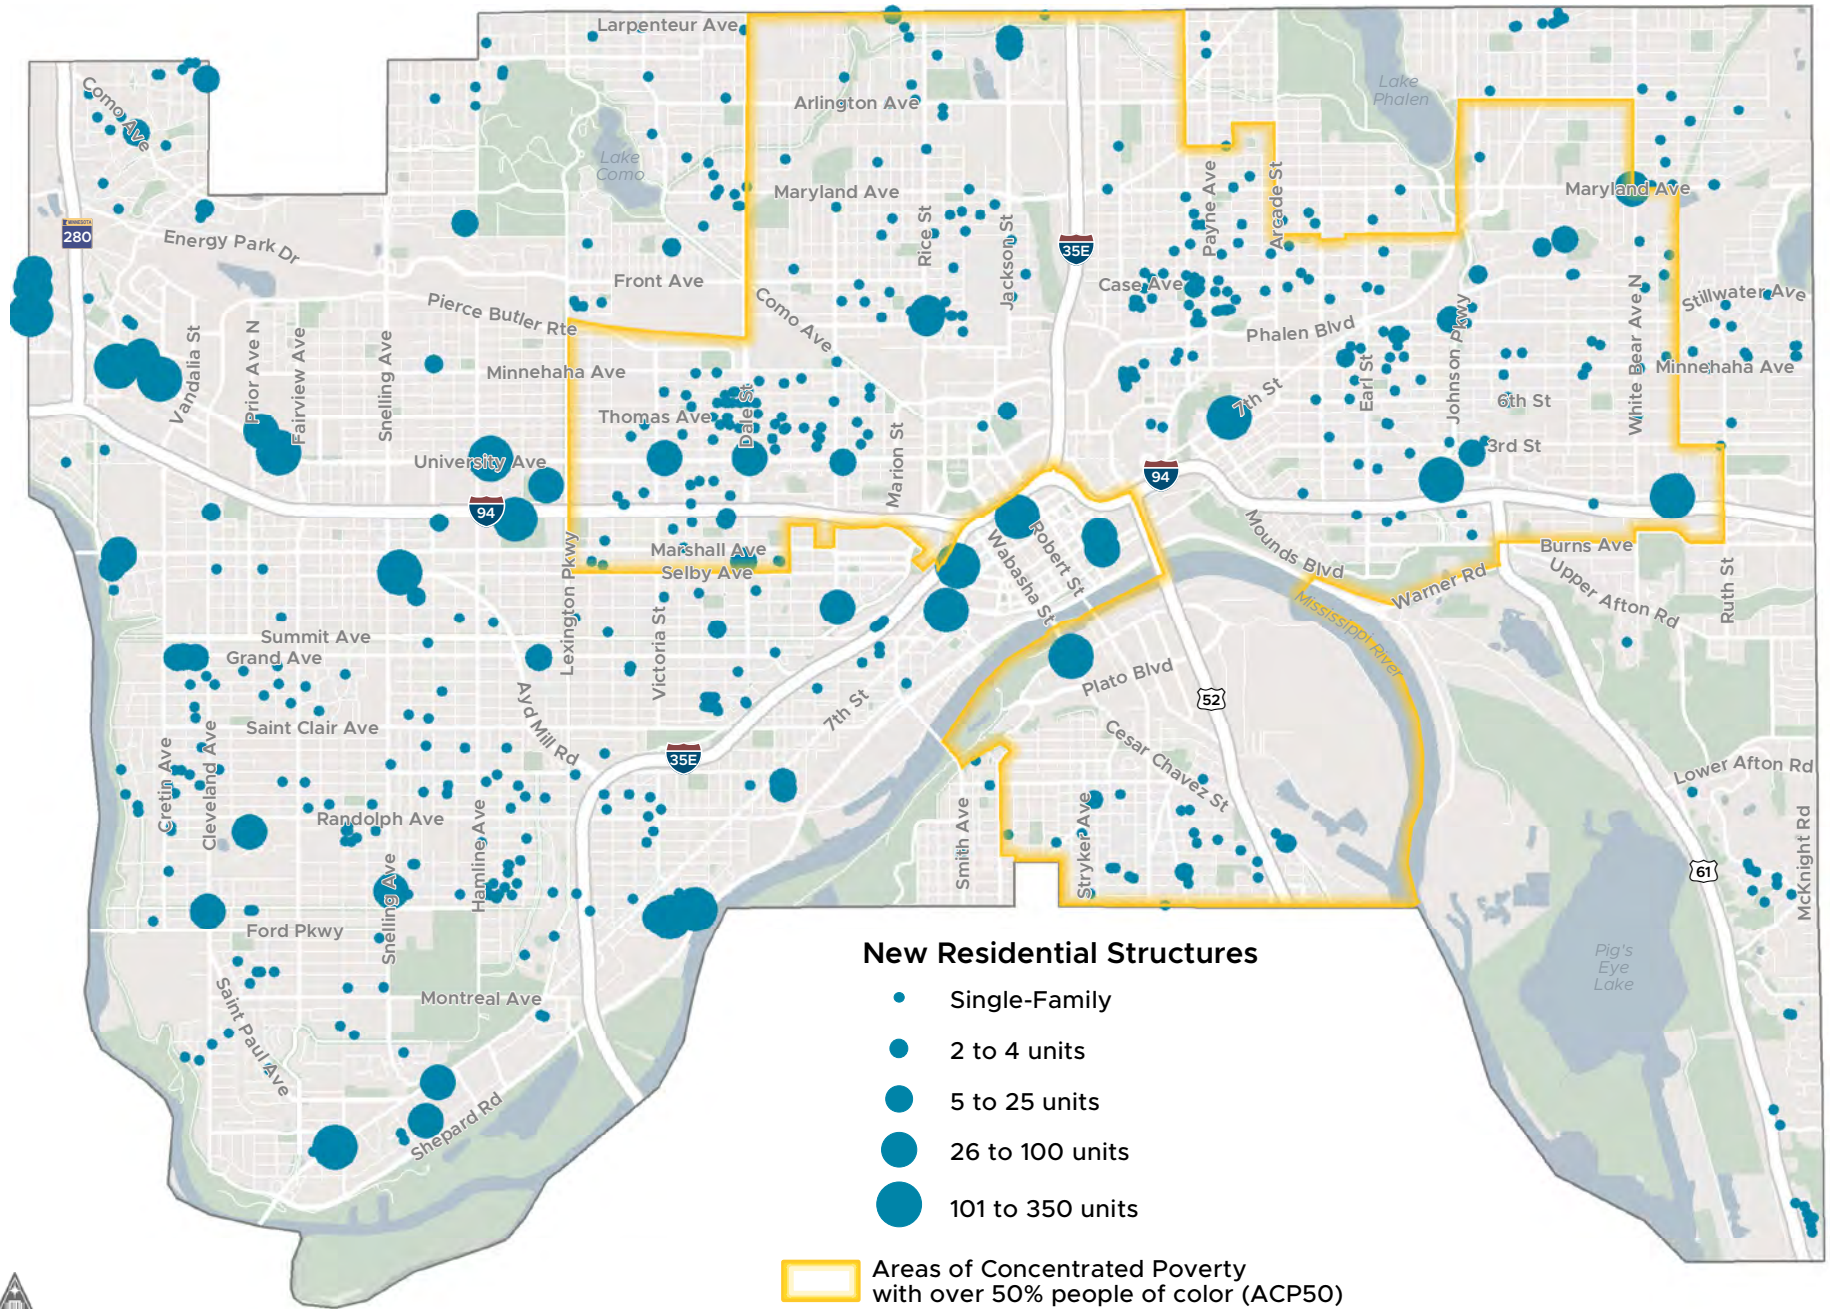 Larpenteur Ave
Lake
Phalen
Como Ave
Arlington Ave
Lake
Como
Payne Ave
Arcade St
Maryland Ave
Maryland Ave
MINNESOTA
280
Energy Park Dr
Rice St
Jackson St
35E
Front Ave
Case Ave
Stillwater Ave
Pierce Butler Rte
Como Ave
Phalen Blvd
Johnson Pkwy
White Bear Ave N
Vandalia St
Prior Ave N
Fairview Ave
Snelling Ave
Minnehaha Ave
Minnehaha Ave
Earl St
7th St
6th St
Thomas Ave
Dale St
Marion St
3rd St
University Ave
94
94
Lexington Pkwy
Marshall Ave
Selby Ave
Wabasha St
Robert St
Mounds Blvd
Burns Ave
Warner Rd
Upper Afton Rd
Ruth St
Mississippi River
Victoria St
Summit Ave
Grand Ave
Plato Blvd
52
Ayd Mill Rd
7th St
Saint Clair Ave
Cesar Chavez St
35E
Lower Afton Rd
Cretin Ave
Cleveland Ave
Randolph Ave
Hamline Ave
Snelling Ave
Smith Ave
Stryker Ave
61
McKnight Rd
Ford Pkwy
Pig's
Eye
Lake
Montreal Ave
Saint Paul Ave
Shepard Rd
New Residential Structures
Single-Family
2 to 4 units
5 to 25 units
26 to 100 units
101 to 350 units
Areas of Concentrated Poverty
with over 50% people of color (ACP50)